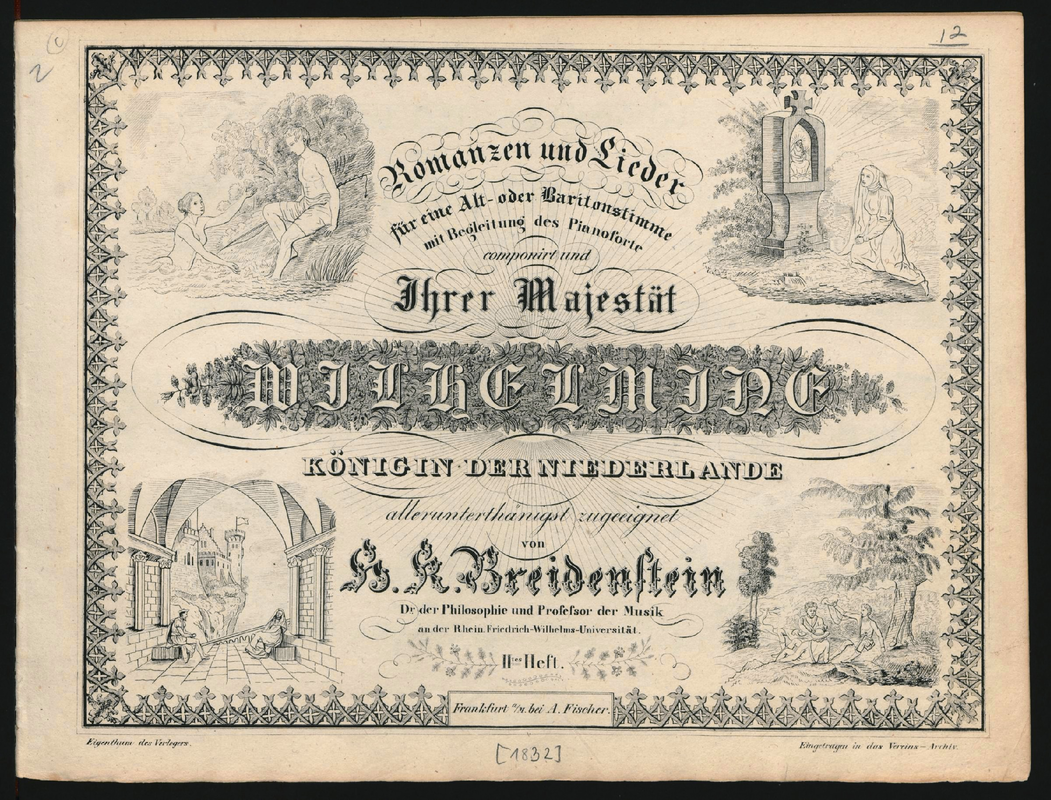 12
2
Romanzen und Lieder
für eine Alt- oder Baritonstimme
mit Begleitung des Pianoforte
componirt und
Ihrer Majestät
WILHELMINE
KÖNIGIN DER NIEDERLANDE
allerunterthänigst zugeeignet
von
H. K. Breidenstein
Dr. der Philosophie und Professor der Musik
an der Rhein. Friedrich-Wilhelms-Universität.
IItes Heft.
Frankfurt a/M. bei A. Fischer.
Eigenthum des Verlegers.
Eingetragen in das Vereins-Archiv.
[1832]